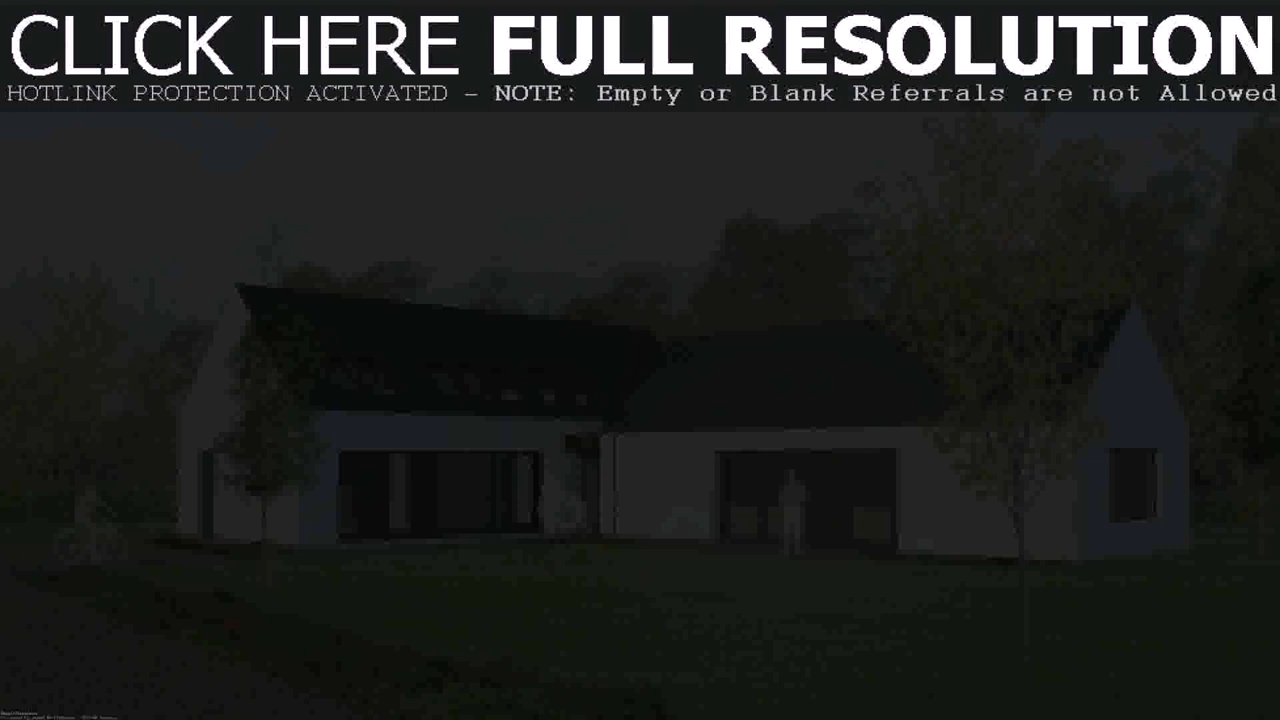 CLICK HERE FULL RESOLUTION
HOTLINK PROTECTION ACTIVATED - NOTE: Empty or Blank Referrals are not Allowed